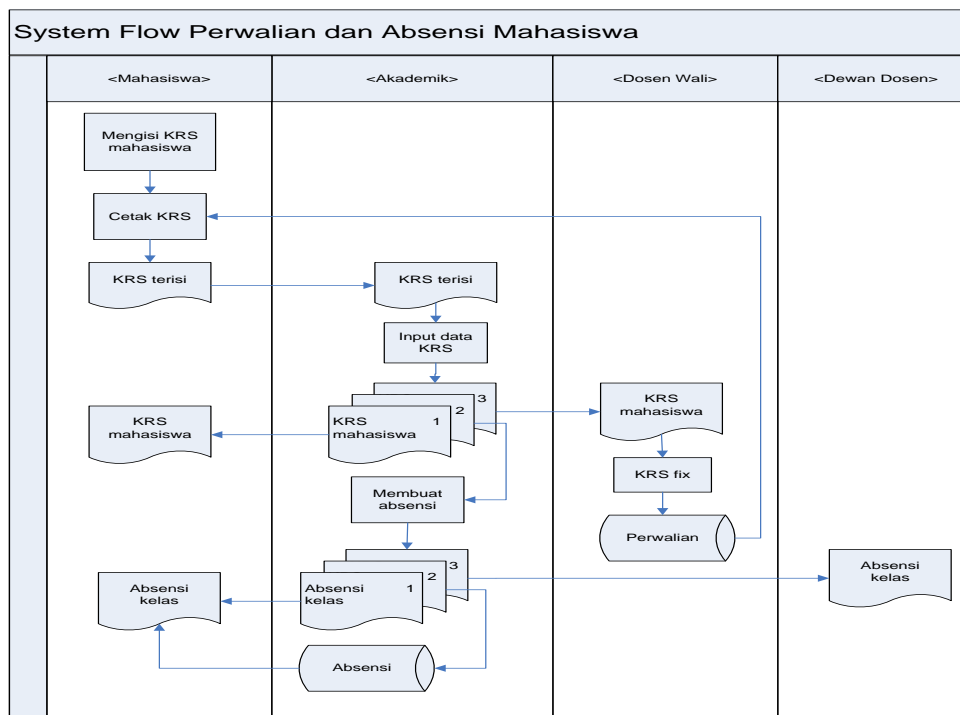 System Flow Perwalian dan Absensi Mahasiswa
<Mahasiswa>
<Akademik>
<Dosen Wali>
<Dewan Dosen>
Mengisi KRS
mahasiswa
Cetak KRS
KRS terisi
KRS terisi
Input data
KRS
3
2
KRS 1
mahasiswa
KRS
mahasiswa
KRS
mahasiswa
KRS fix
Membuat
absensi
Perwalian
3
2
Absensi 1
kelas
Absensi
kelas
Absensi
kelas
Absensi